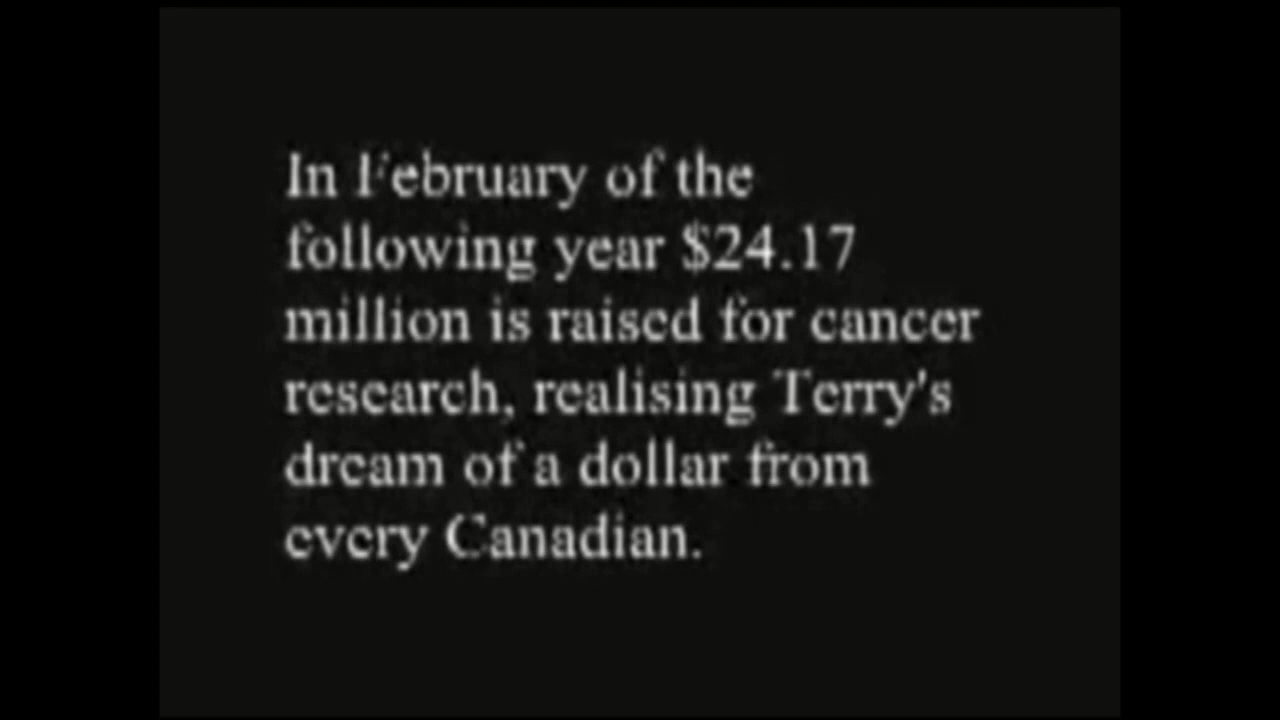 In February of the
following year $24.17
million is raised for cancer
research, realising Terry's
dream of a dollar from
every Canadian.